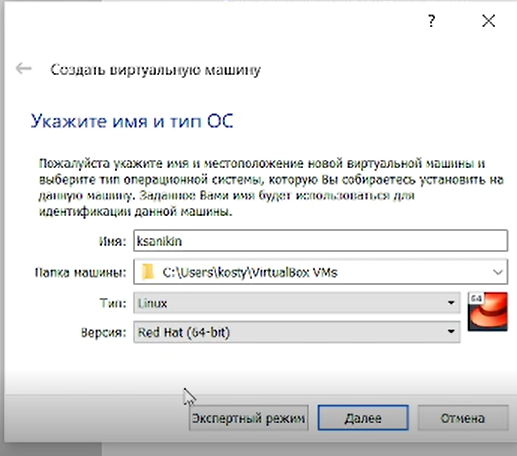 ?
Создать виртуальную машину
Укажите имя и тип ОС
Пожалуйста укажите имя и местоположение новой виртуальной машины и
выберите тип операционной системы, которую Вы собираетесь установить на
данную машину. Заданное Вами имя будет использоваться для
идентификации данной машины.
Имя: ksanikin
Папка машины: C:\Users\kosty\VirtualBox VMs
Тип: Linux
64
Версия: Red Hat (64-bit)
Экспертный режим Далее Отмена